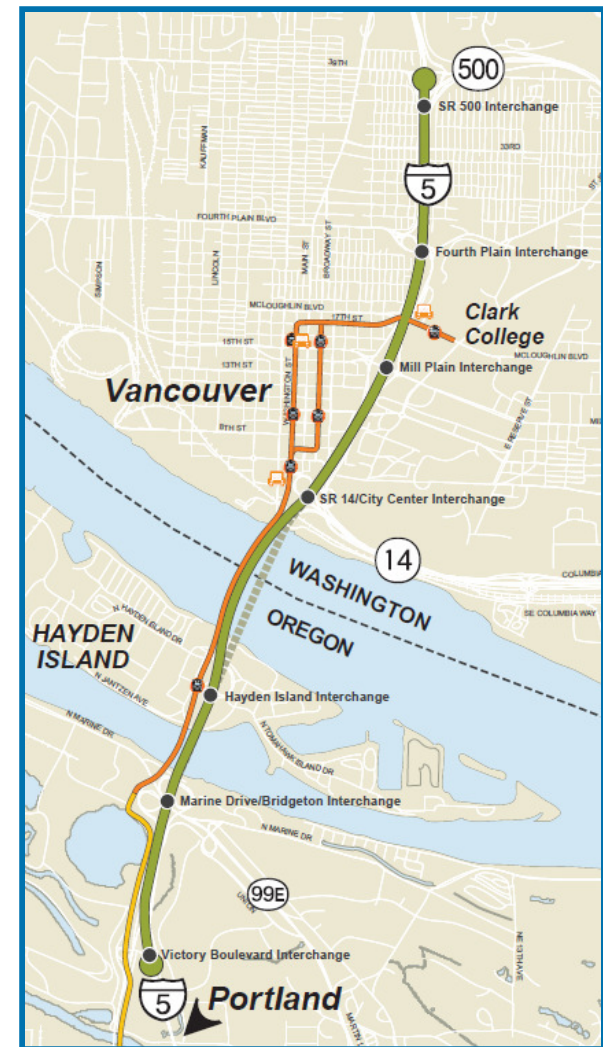 39TH
500
SR 500 Interchange
KAUFFMAN
33RD
5
FOURTH PLAIN BLVD
LINCOLN
MAIN ST
BROADWAY ST
Fourth Plain Interchange
SIMPSON
MCLOUGHLIN BLVD
17TH ST
Clark
College
15TH ST
MCLOUGHLIN BLVD
13TH ST
Mill Plain Interchange
Vancouver
WASHINGTON ST
E RESERVE ST
8TH ST
SR 14/City Center Interchange
14
WASHINGTON
COLUMBIA
OREGON
SE COLUMBIA WAY
N HAYDEN ISLAND DR
HAYDEN
ISLAND
N JANTZEN AVE
Hayden Island Interchange
N MARINE DR
N TOMAHAWK ISLAND DR
Marine Drive/Bridgeton Interchange
N MARINE DR
99E
UNION
Victory Boulevard Interchange
NE 13TH AVE
5
Portland